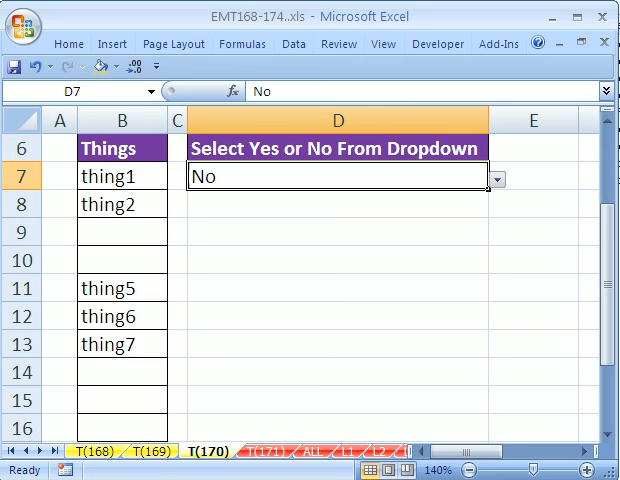 EMT168-174..xls - Microsoft Excel
Home Insert Page Layout Formulas Data Review View Developer Add-Ins
D7 fx No
A B C D E
6 Things Select Yes or No From Dropdown
7 thing1 No
8 thing2
9
10
11 thing5
12 thing6
13 thing7
14
15
16
T(168) T(169) T(170) T(171) ALL L1 L2
Ready 140%